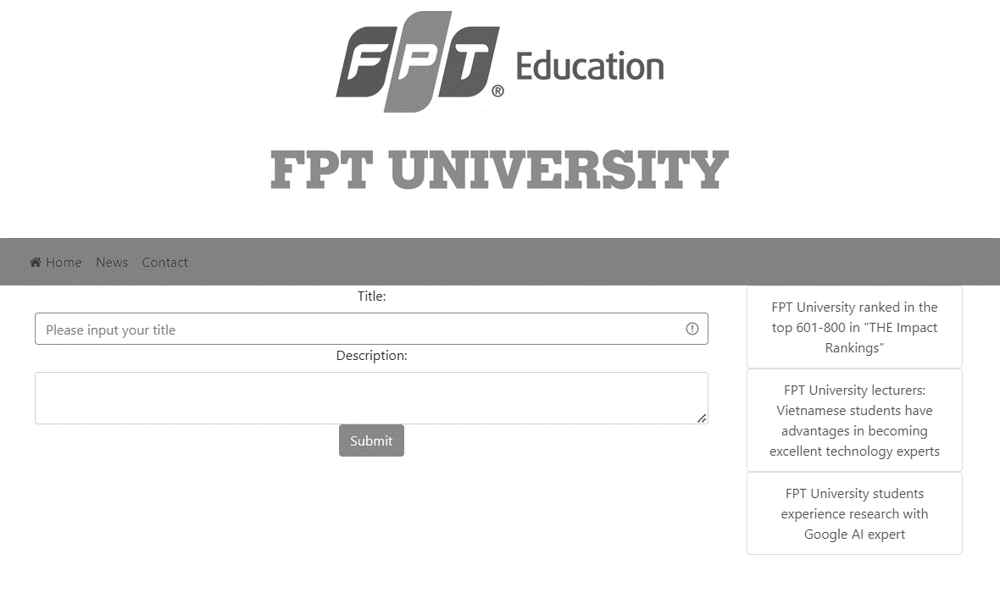 FPT® Education
FPT UNIVERSITY
Home News Contact
Title:
Please input your title
Description:
Submit
FPT University ranked in the
top 601-800 in "THE Impact
Rankings"
FPT University lecturers:
Vietnamese students have
advantages in becoming
excellent technology experts
FPT University students
experience research with
Google AI expert